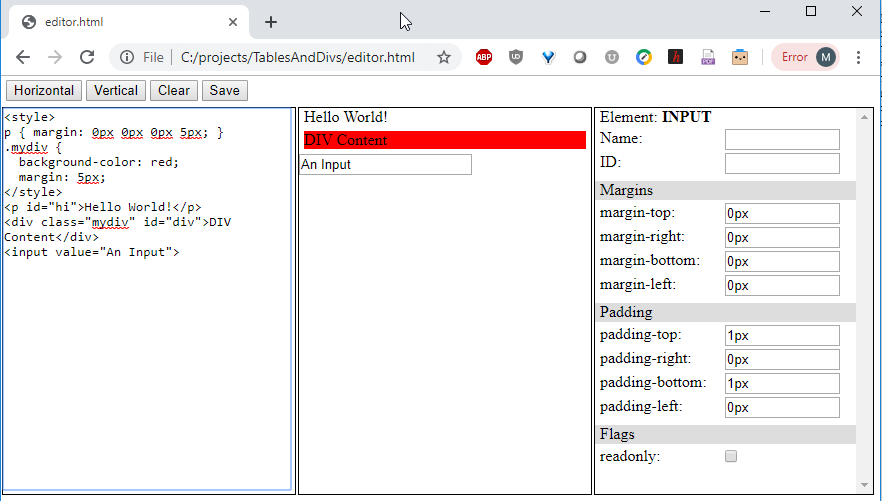 editor.html
File C:/projects/TablesAndDivs/editor.html ABP UD h PDF Error M
Horizontal Vertical Clear Save
<style>
p { margin: 0px 0px 0px 5px; }
.mydiv {
  background-color: red;
  margin: 5px;
</style>
<p id="hi">Hello World!</p>
<div class="mydiv" id="div">DIV
Content</div>
<input value="An Input">
Hello World!
DIV Content
An Input
Element: INPUT
Name:
ID:
Margins
margin-top: 0px
margin-right: 0px
margin-bottom: 0px
margin-left: 0px
Padding
padding-top: 1px
padding-right: 0px
padding-bottom: 1px
padding-left: 0px
Flags
readonly: